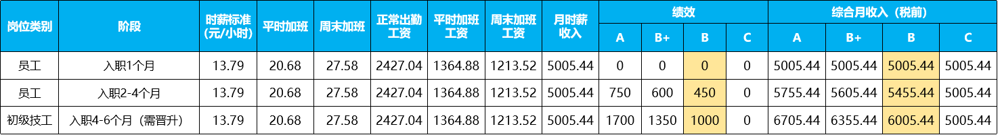 岗位类别 阶段 时薪标准 平时加班 周末加班 正常出勤 平时加班 周末加班 月时薪 绩效 综合月收入（税前）
(元/小时) 工资 工资 工资 收入 A B+ B C A B+ B C
员工 入职1个月 13.79 20.68 27.58 2427.04 1364.88 1213.52 5005.44 0 0 0 0 5005.44 5005.44 5005.44 5005.44
员工 入职2-4个月 13.79 20.68 27.58 2427.04 1364.88 1213.52 5005.44 750 600 450 0 5755.44 5605.44 5455.44 5005.44
初级技工 入职4-6个月（需晋升） 13.79 20.68 27.58 2427.04 1364.88 1213.52 5005.44 1700 1350 1000 0 6705.44 6355.44 6005.44 5005.44